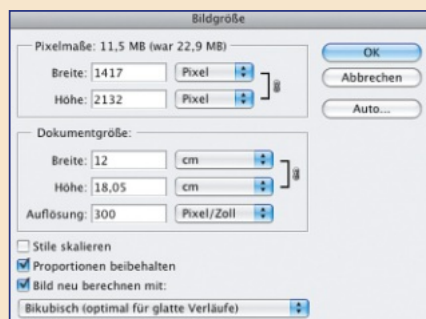 Bildgröße
Pixelmaße: 11,5 MB (war 22,9 MB)
Breite: 1417 Pixel
Höhe: 2132 Pixel
OK
Abbrechen
Auto...
Dokumentgröße:
Breite: 12 cm
Höhe: 18,05 cm
Auflösung: 300 Pixel/Zoll
Stile skalieren
Proportionen beibehalten
Bild neu berechnen mit:
Bikubisch (optimal für glatte Verläufe)